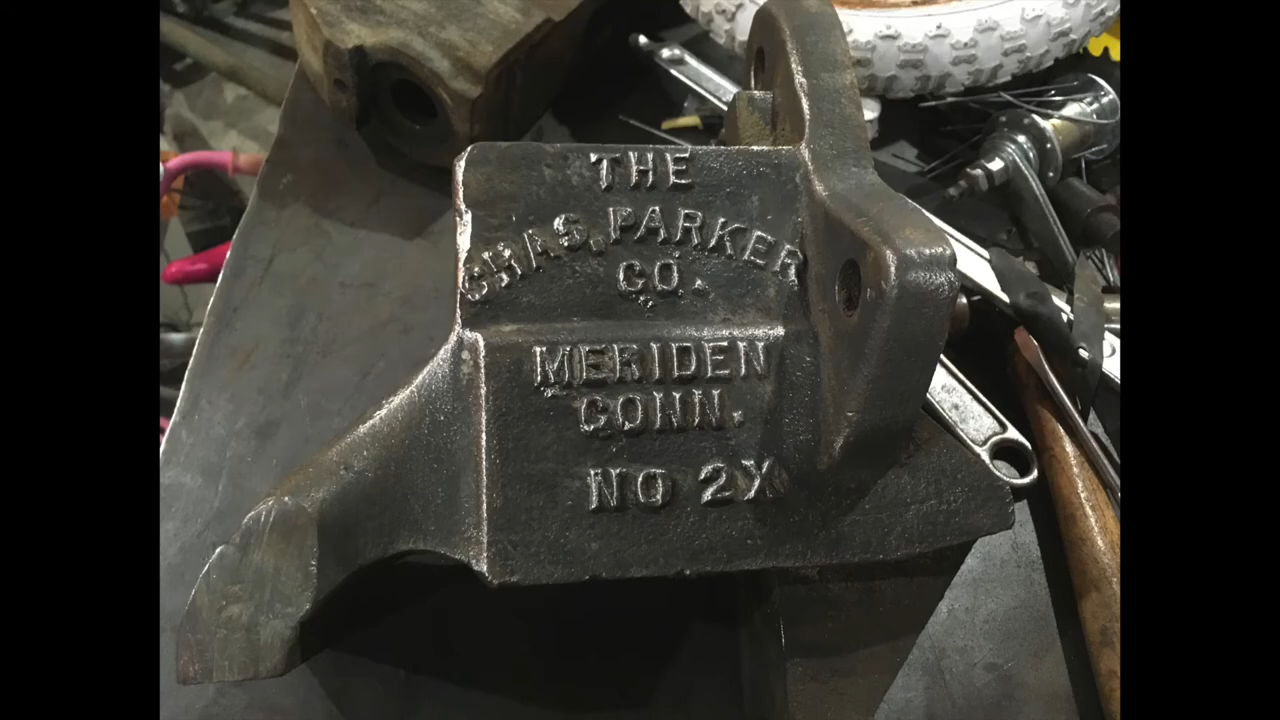 THE
CHAS. PARKER
CO.
MERIDEN
CONN.
NO 2X